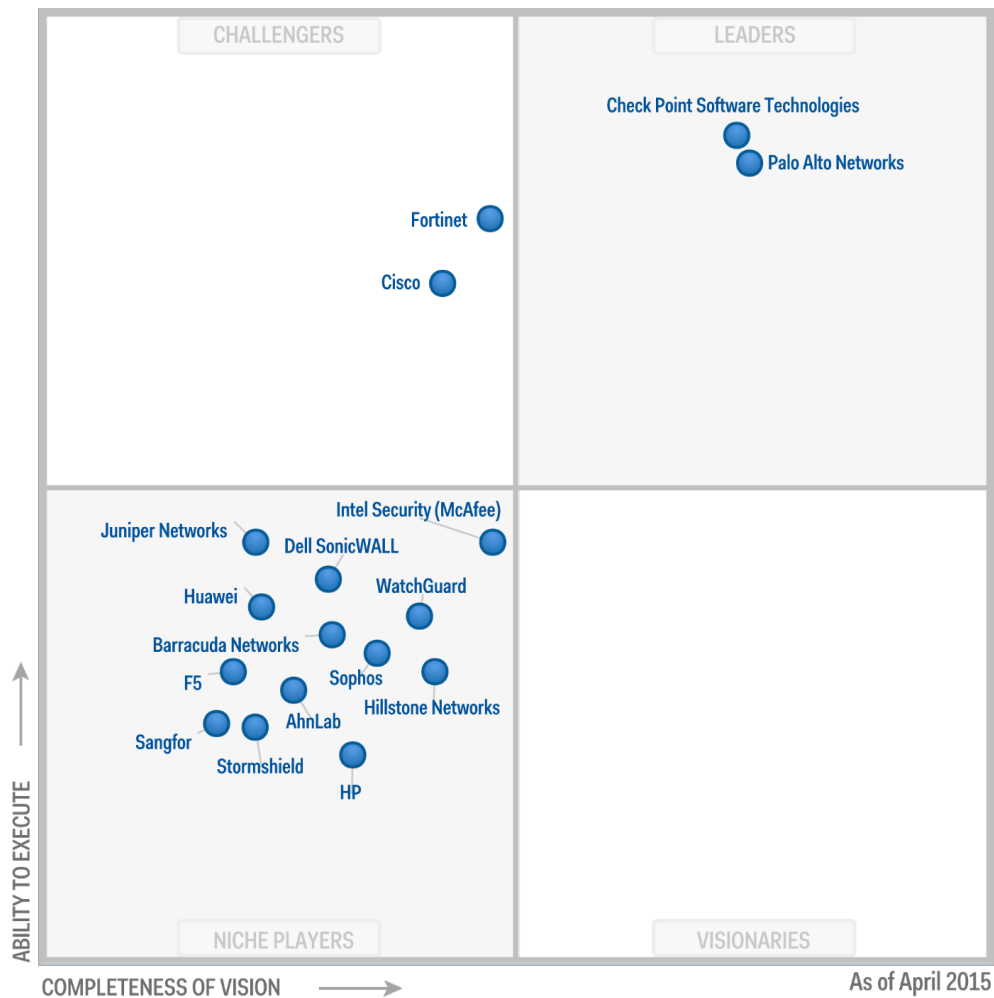 CHALLENGERS
LEADERS
Check Point Software Technologies
Palo Alto Networks
Fortinet
Cisco
Intel Security (McAfee)
Juniper Networks
Dell SonicWALL
WatchGuard
Huawei
Barracuda Networks
Sophos
F5
Hillstone Networks
AhnLab
Sangfor
Stormshield
HP
ABILITY TO EXECUTE
NICHE PLAYERS
VISIONARIES
COMPLETENESS OF VISION
As of April 2015